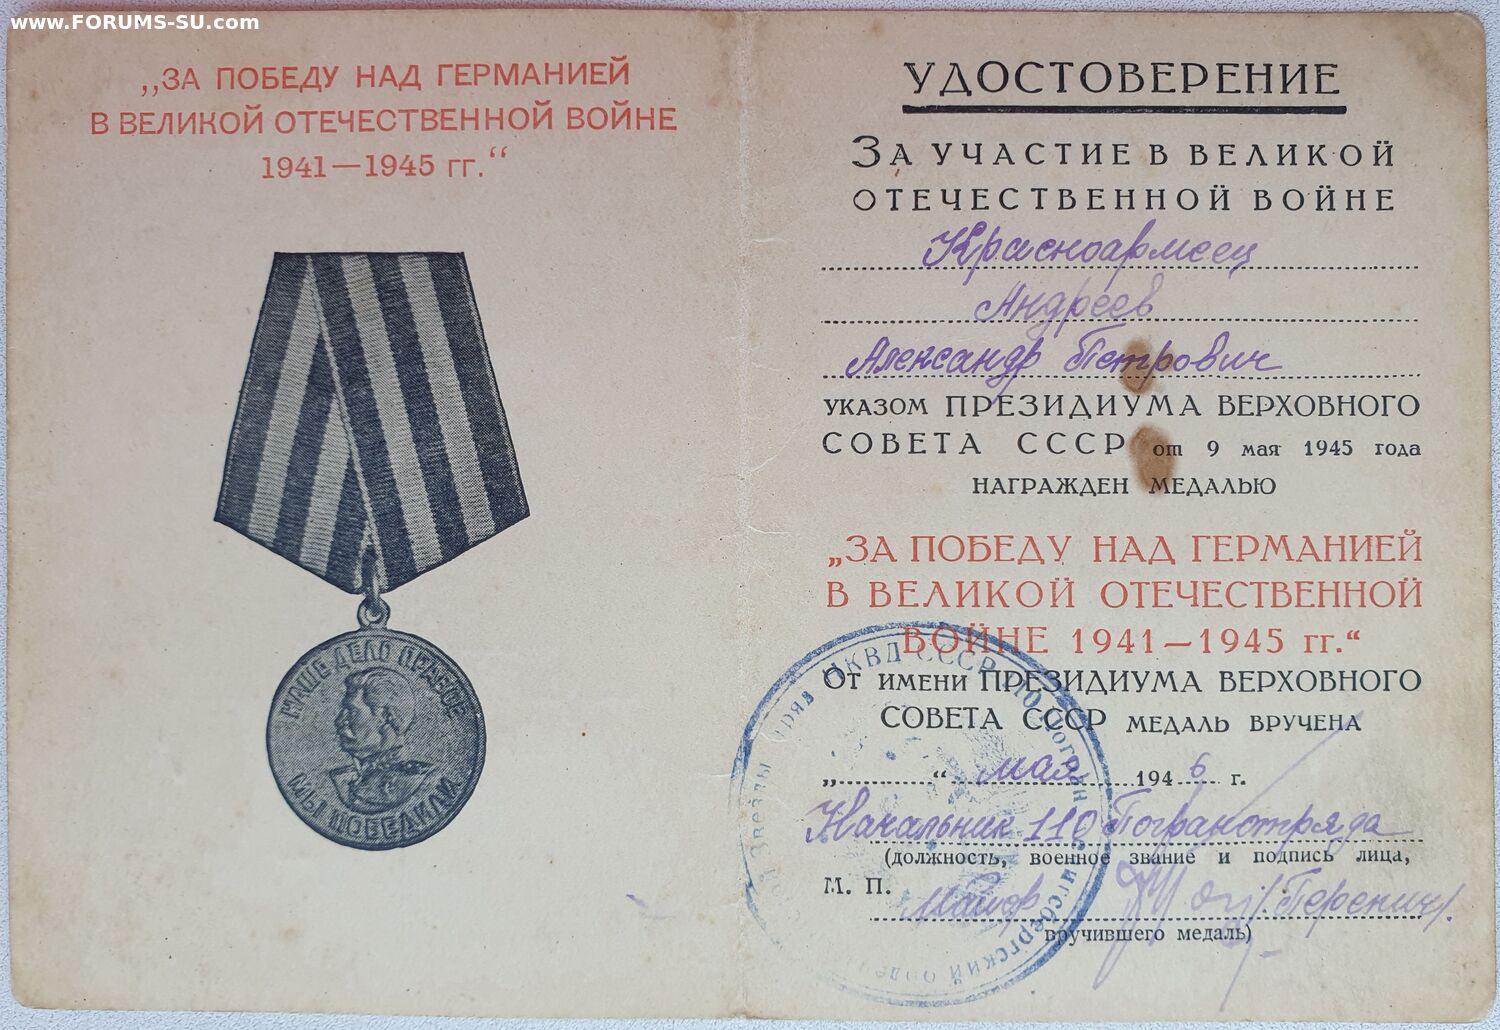 www.FORUMS-SU.com
„ЗА ПОБЕДУ НАД ГЕРМАНИЕЙ
В ВЕЛИКОЙ ОТЕЧЕСТВЕННОЙ ВОЙНЕ
1941—1945 гг.“
НАШЕ ДЕЛО ПРАВОЕ
МЫ ПОБЕДИЛИ
УДОСТОВЕРЕНИЕ
ЗА УЧАСТИЕ В ВЕЛИКОЙ
ОТЕЧЕСТВЕННОЙ ВОЙНЕ
Красноармеец
Андреев
Александр Петрович
УКАЗОМ ПРЕЗИДИУМА ВЕРХОВНОГО
СОВЕТА СССР от 9 мая 1945 года
НАГРАЖДЕН МЕДАЛЬЮ
„ЗА ПОБЕДУ НАД ГЕРМАНИЕЙ
В ВЕЛИКОЙ ОТЕЧЕСТВЕННОЙ
ВОЙНЕ 1941—1945 гг.“
ОТ ИМЕНИ ПРЕЗИДИУМА ВЕРХОВНОГО
СОВЕТА СССР МЕДАЛЬ ВРУЧЕНА
„ “ мая 1946 г.
Начальник 110 Погранотряда
(должность, военное звание и подпись лица,
М. П.
Майор
вручившего медаль)
НКВД СССР